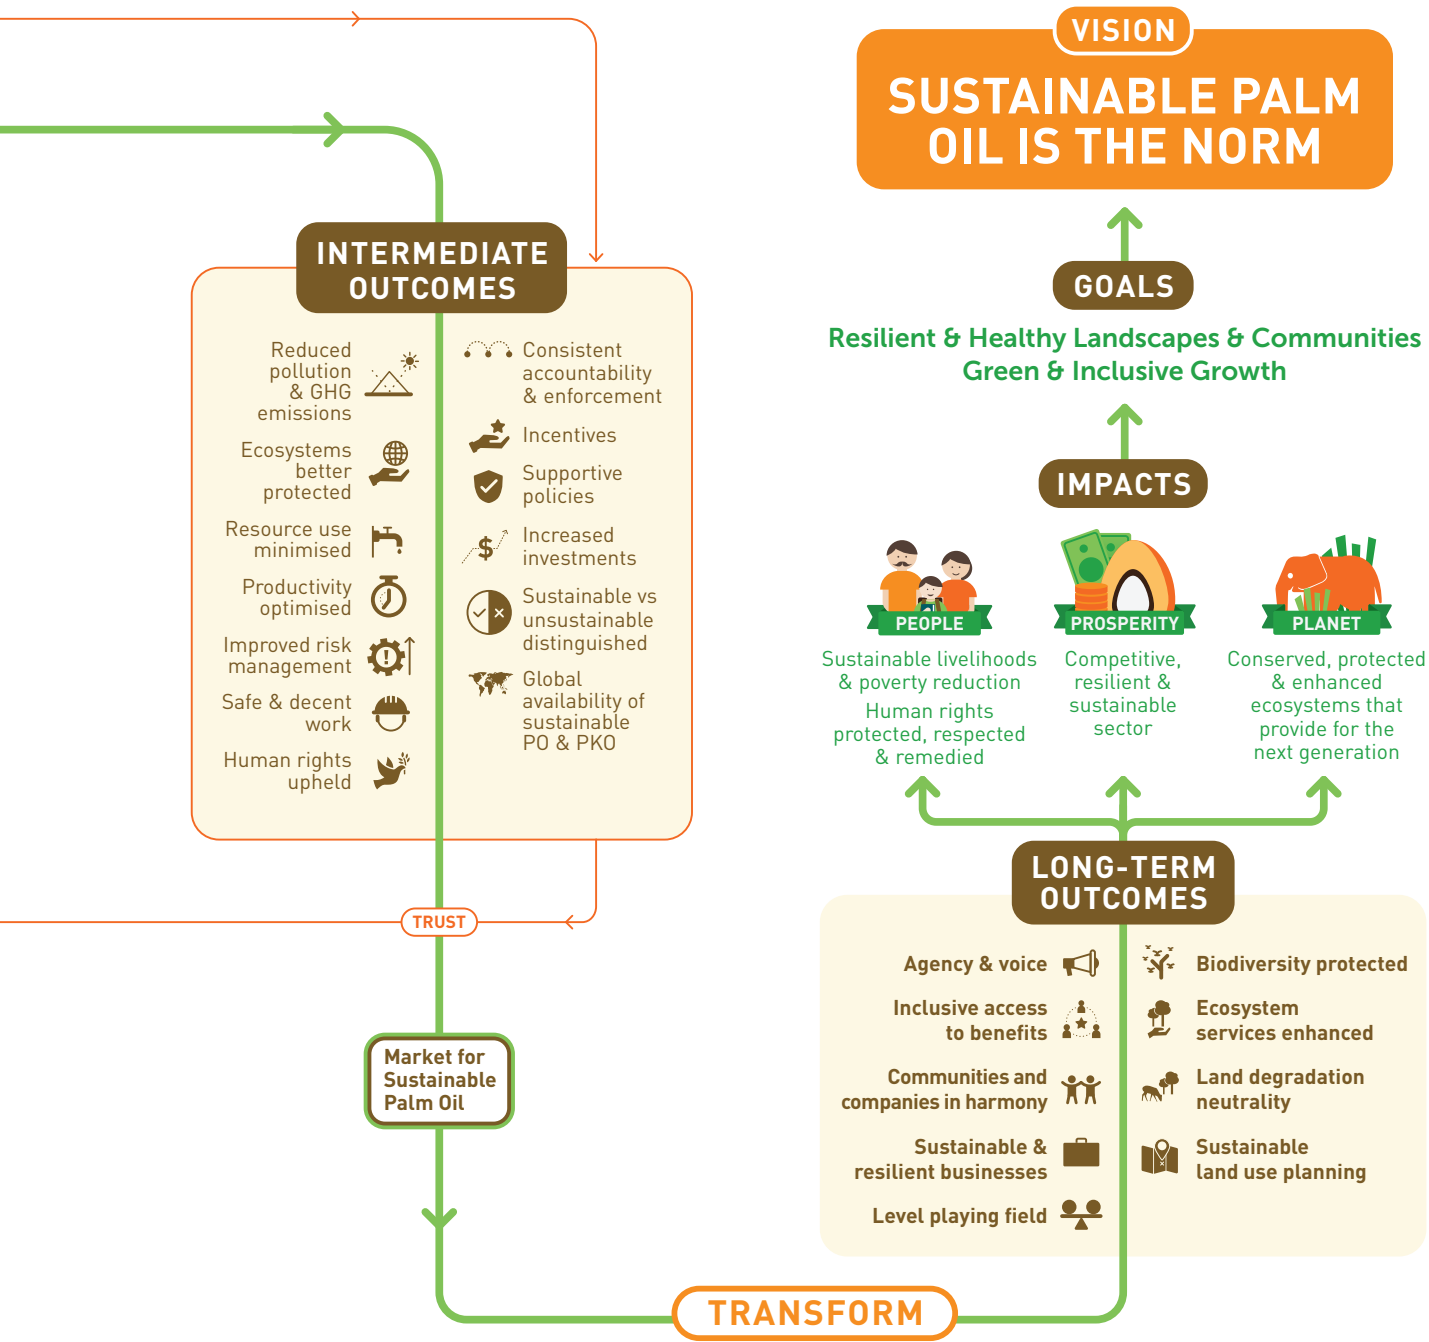 INTERMEDIATE
OUTCOMES
Reduced
pollution
& GHG
emissions
Ecosystems
better
protected
Resource use
minimised
Productivity
optimised
Improved risk
management
Safe & decent
work
Human rights
upheld
Consistent
accountability
& enforcement
Incentives
Supportive
policies
Increased
investments
Sustainable vs
unsustainable
distinguished
Global
availability of
sustainable
PO & PKO
TRUST
Market for
Sustainable
Palm Oil
TRANSFORM
VISION
SUSTAINABLE PALM
OIL IS THE NORM
GOALS
Resilient & Healthy Landscapes & Communities
Green & Inclusive Growth
IMPACTS
PEOPLE
Sustainable livelihoods
& poverty reduction
Human rights
protected, respected
& remedied
PROSPERITY
Competitive,
resilient &
sustainable
sector
PLANET
Conserved, protected
& enhanced
ecosystems that
provide for the
next generation
LONG-TERM
OUTCOMES
Agency & voice
Inclusive access
to benefits
Communities and
companies in harmony
Sustainable &
resilient businesses
Level playing field
Biodiversity protected
Ecosystem
services enhanced
Land degradation
neutrality
Sustainable
land use planning